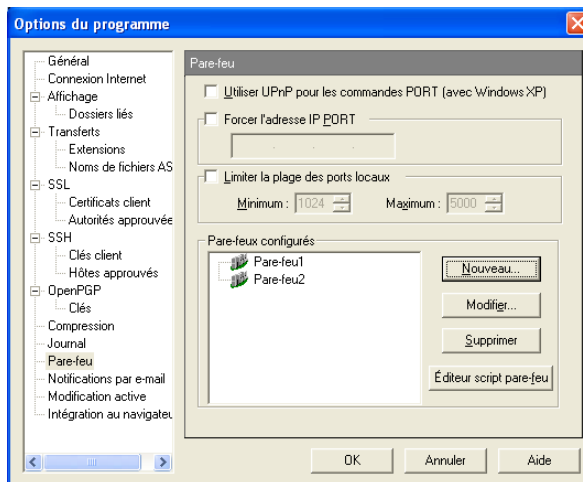 Options du programme
Général
Connexion Internet
Affichage
Dossiers liés
Transferts
Extensions
Noms de fichiers AS
SSL
Certificats client
Autorités approuvée
SSH
Clés client
Hôtes approuvés
OpenPGP
Clés
Compression
Journal
Pare-feu
Notifications par e-mail
Modification active
Intégration au navigateu
Pare-feu
Utiliser UPnP pour les commandes PORT (avec Windows XP)
Forcer l'adresse IP PORT
Limiter la plage des ports locaux
Minimum : 1024 Maximum : 5000
Pare-feux configurés
Pare-feu1
Pare-feu2
Nouveau...
Modifier...
Supprimer
Éditeur script pare-feu
OK Annuler Aide